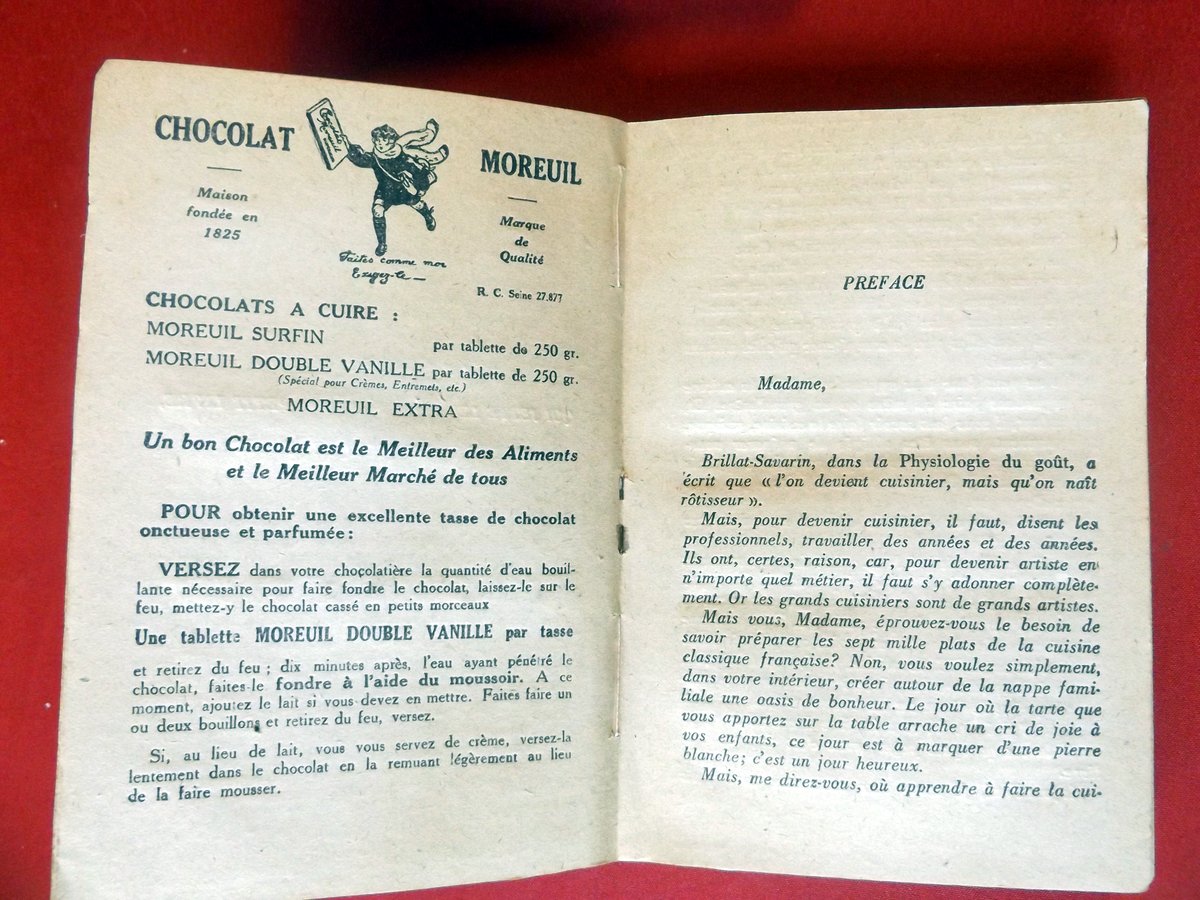 CHOCOLAT MOREUIL
Maison
fondée en
1825
Marque
de
Qualité
Faites comme moi
Exigez-le
R. C. Seine 27.877
CHOCOLATS A CUIRE :
MOREUIL SURFIN par tablette de 250 gr.
MOREUIL DOUBLE VANILLE par tablette de 250 gr.
(Spécial pour Crèmes, Entremets, etc.)
MOREUIL EXTRA
Un bon Chocolat est le Meilleur des Aliments
et le Meilleur Marché de tous
POUR obtenir une excellente tasse de chocolat
onctueuse et parfumée :
VERSEZ dans votre chocolatière la quantité d'eau bouil-
lante nécessaire pour faire fondre le chocolat, laissez-le sur le
feu, mettez-y le chocolat cassé en petits morceaux
Une tablette MOREUIL DOUBLE VANILLE par tasse
et retirez du feu ; dix minutes après, l'eau ayant pénétré le
chocolat, faites-le fondre à l'aide du moussoir. A ce
moment, ajoutez le lait si vous devez en mettre. Faites faire un
ou deux bouillons et retirez du feu, versez.
Si, au lieu de lait, vous vous servez de crème, versez-la
lentement dans le chocolat en la remuant légèrement au lieu
de la faire mousser.
PREFACE
Madame,
Brillat-Savarin, dans la Physiologie du goût, a
écrit que « l'on devient cuisinier, mais qu'on naît
rôtisseur ».
Mais, pour devenir cuisinier, il faut, disent les
professionnels, travailler des années et des années.
Ils ont, certes, raison, car, pour devenir artiste en
n'importe quel métier, il faut s'y adonner complète-
ment. Or les grands cuisiniers sont de grands artistes.
Mais vous, Madame, éprouvez-vous le besoin de
savoir préparer les sept mille plats de la cuisine
classique française? Non, vous voulez simplement,
dans votre intérieur, créer autour de la nappe fami-
liale une oasis de bonheur. Le jour où la tarte que
vous apportez sur la table arrache un cri de joie à
vos enfants, ce jour est à marquer d'une pierre
blanche; c'est un jour heureux.
Mais, me direz-vous, où apprendre à faire la cui-